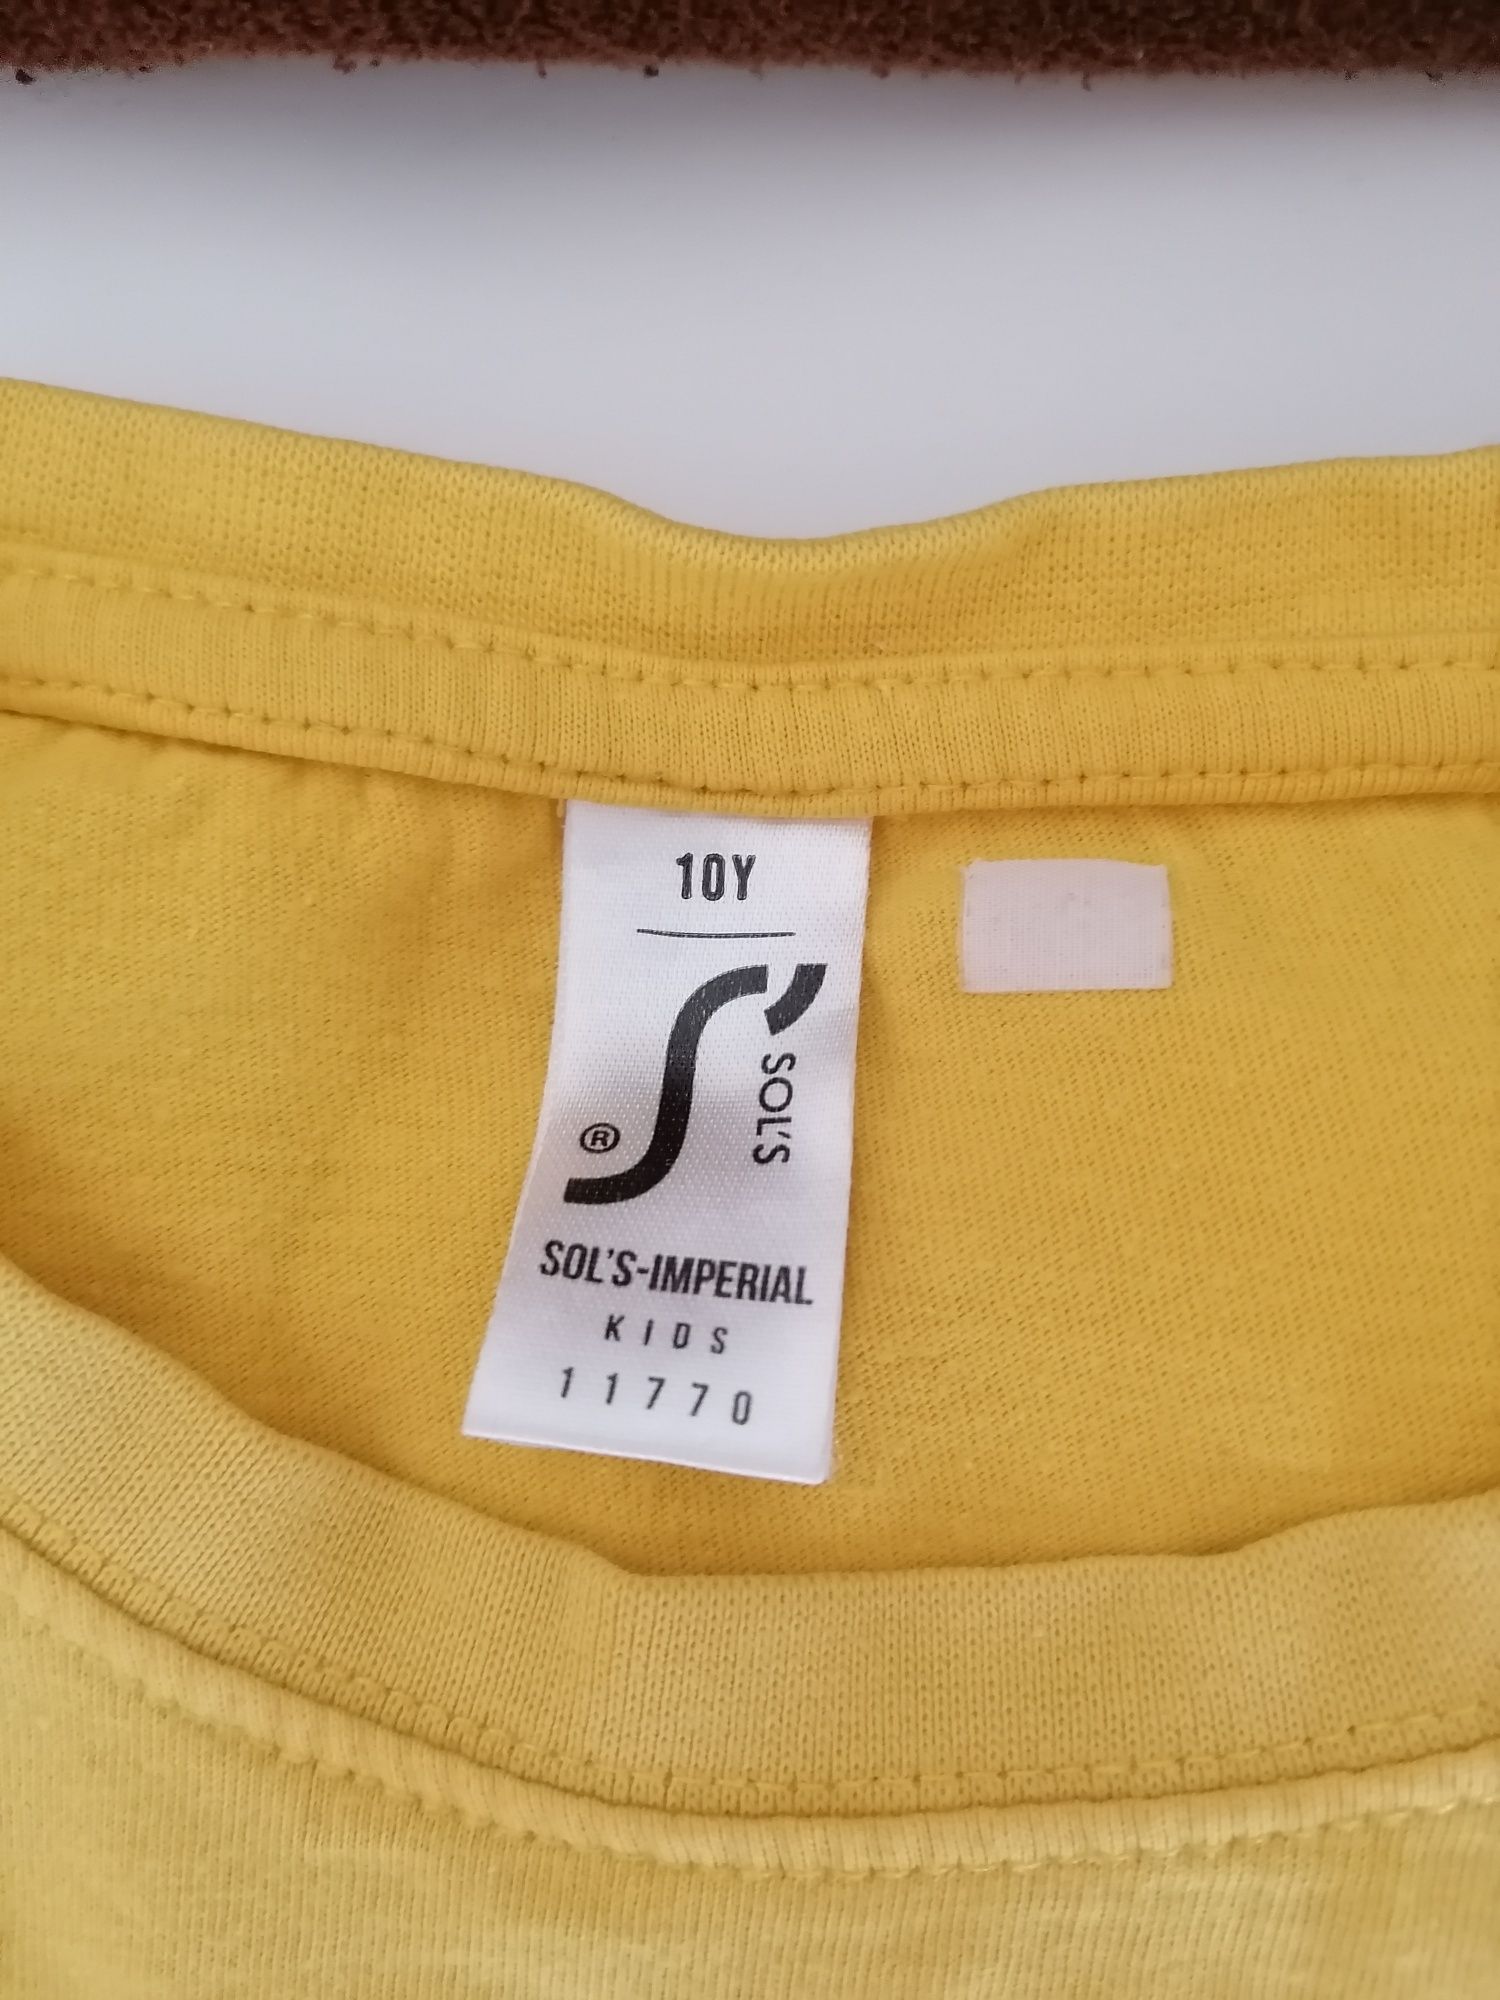 10Y
SOL'S
®
SOL'S-IMPERIAL
KIDS
11770